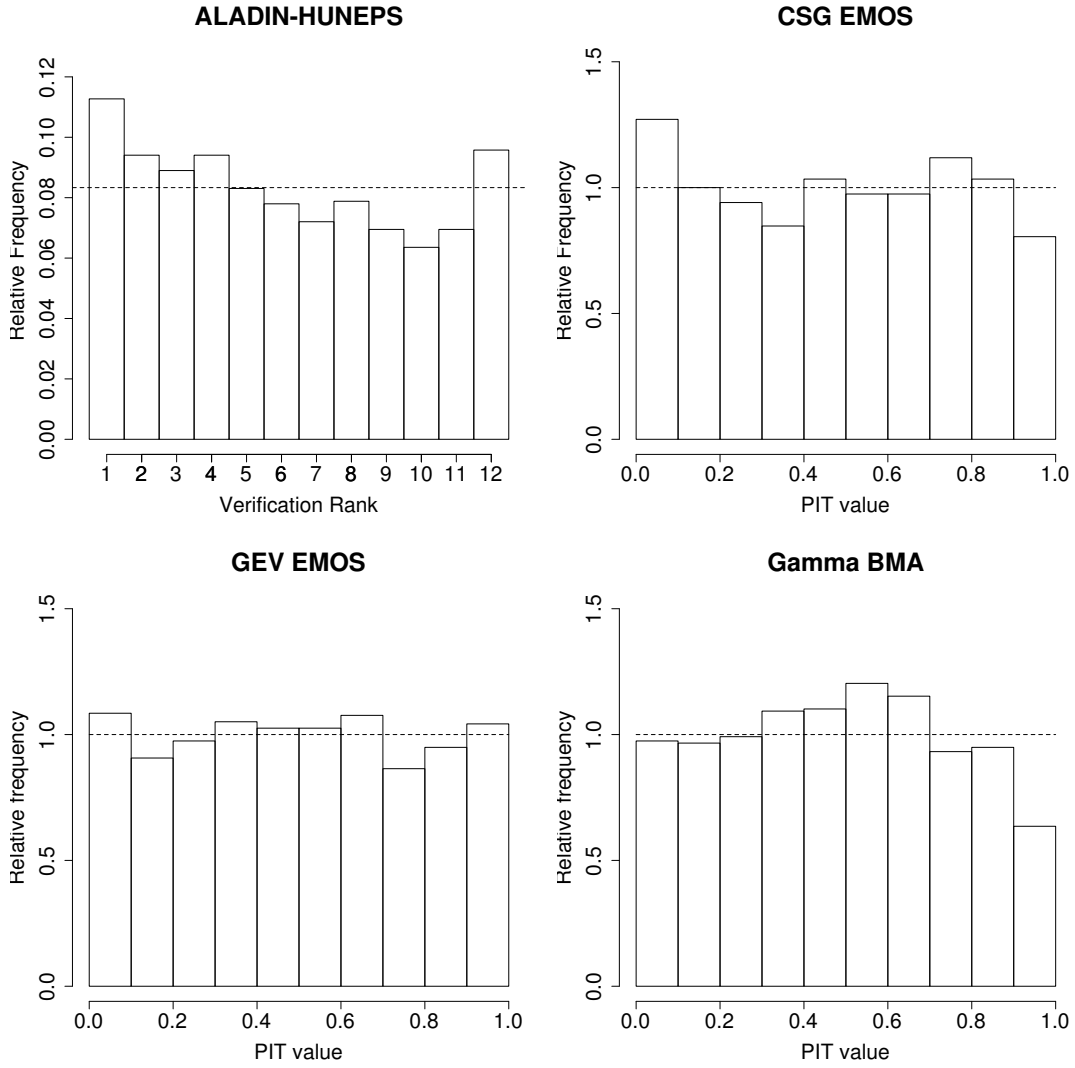 ALADIN-HUNEPS
Relative Frequency
0.00 0.02 0.04 0.06 0.08 0.10 0.12
1 2 3 4 5 6 7 8 9 10 11 12
Verification Rank
CSG EMOS
Relative Frequency
0.0 0.5 1.0 1.5
0.0 0.2 0.4 0.6 0.8 1.0
PIT value
GEV EMOS
Relative frequency
0.0 0.5 1.0 1.5
0.0 0.2 0.4 0.6 0.8 1.0
PIT value
Gamma BMA
Relative frequency
0.0 0.5 1.0 1.5
0.0 0.2 0.4 0.6 0.8 1.0
PIT value